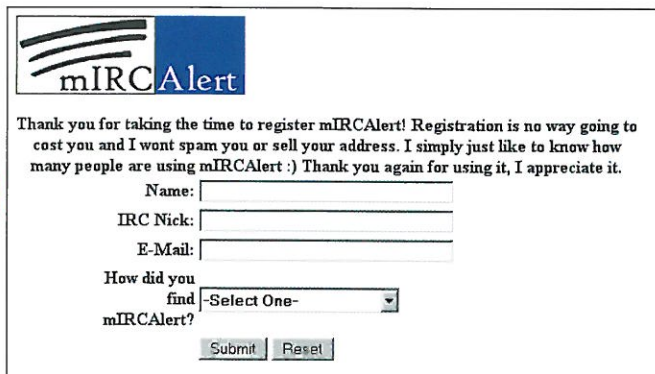 mIRCAlert
Thank you for taking the time to register mIRCAlert! Registration is no way going to
cost you and I wont spam you or sell your address. I simply just like to know how
many people are using mIRCAlert :) Thank you again for using it, I appreciate it.
Name:
IRC Nick:
E-Mail:
How did you
find -Select One-
mIRCAlert?
Submit Reset